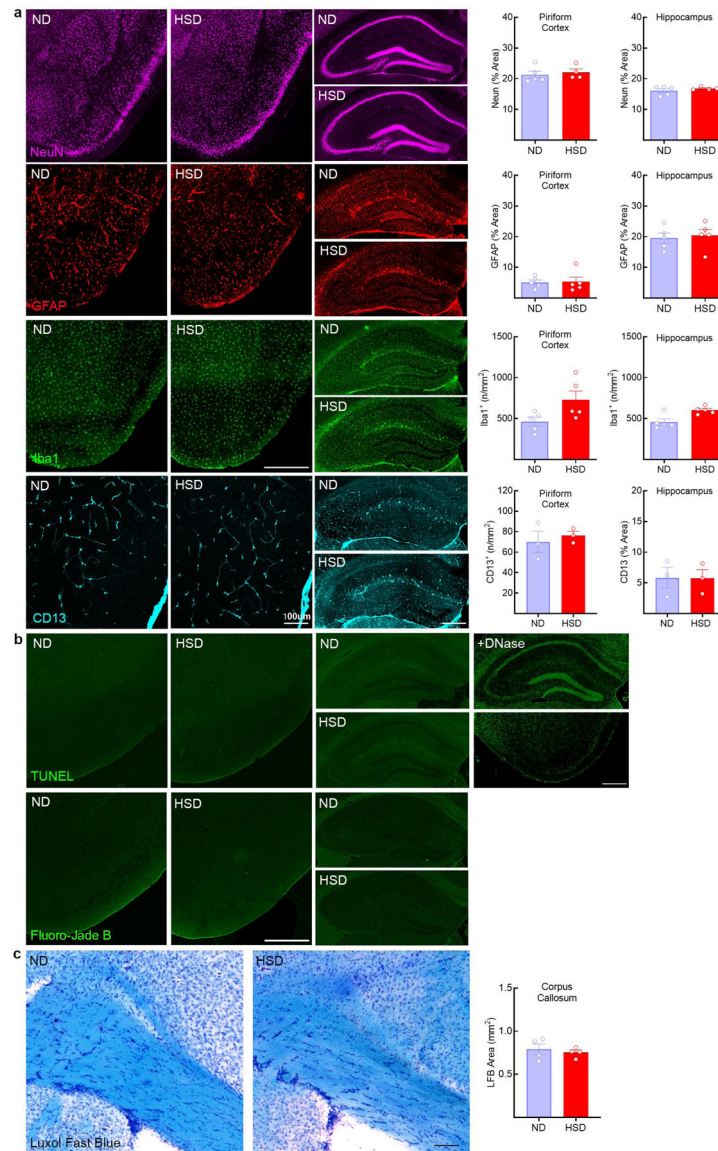 a
ND
HSD
ND
HSD
NeuN
Piriform
Cortex
Neun (% Area)
40
30
20
10
ND
HSD
Hippocampus
Neun (% Area)
40
30
20
10
ND
HSD
ND
HSD
ND
HSD
GFAP
Piriform
Cortex
GFAP (% Area)
40
30
20
10
ND
HSD
Hippocampus
GFAP (% Area)
40
30
20
10
ND
HSD
ND
HSD
ND
HSD
Iba1
Piriform
Cortex
Iba1⁺ (n/mm²)
1500
1000
500
ND
HSD
Hippocampus
Iba1⁺ (n/mm²)
1500
1000
500
ND
HSD
ND
HSD
ND
HSD
CD13
100um
Piriform
Cortex
CD13⁺ (n/mm²)
120
100
80
60
40
20
ND
HSD
Hippocampus
CD13 (% Area)
20
15
10
5
ND
HSD
b
ND
HSD
ND
HSD
+DNase
TUNEL
ND
HSD
ND
HSD
Fluoro-Jade B
c
ND
HSD
Luxol Fast Blue
Corpus
Callosum
LFB Area (mm²)
1.5
1.0
0.5
ND
HSD